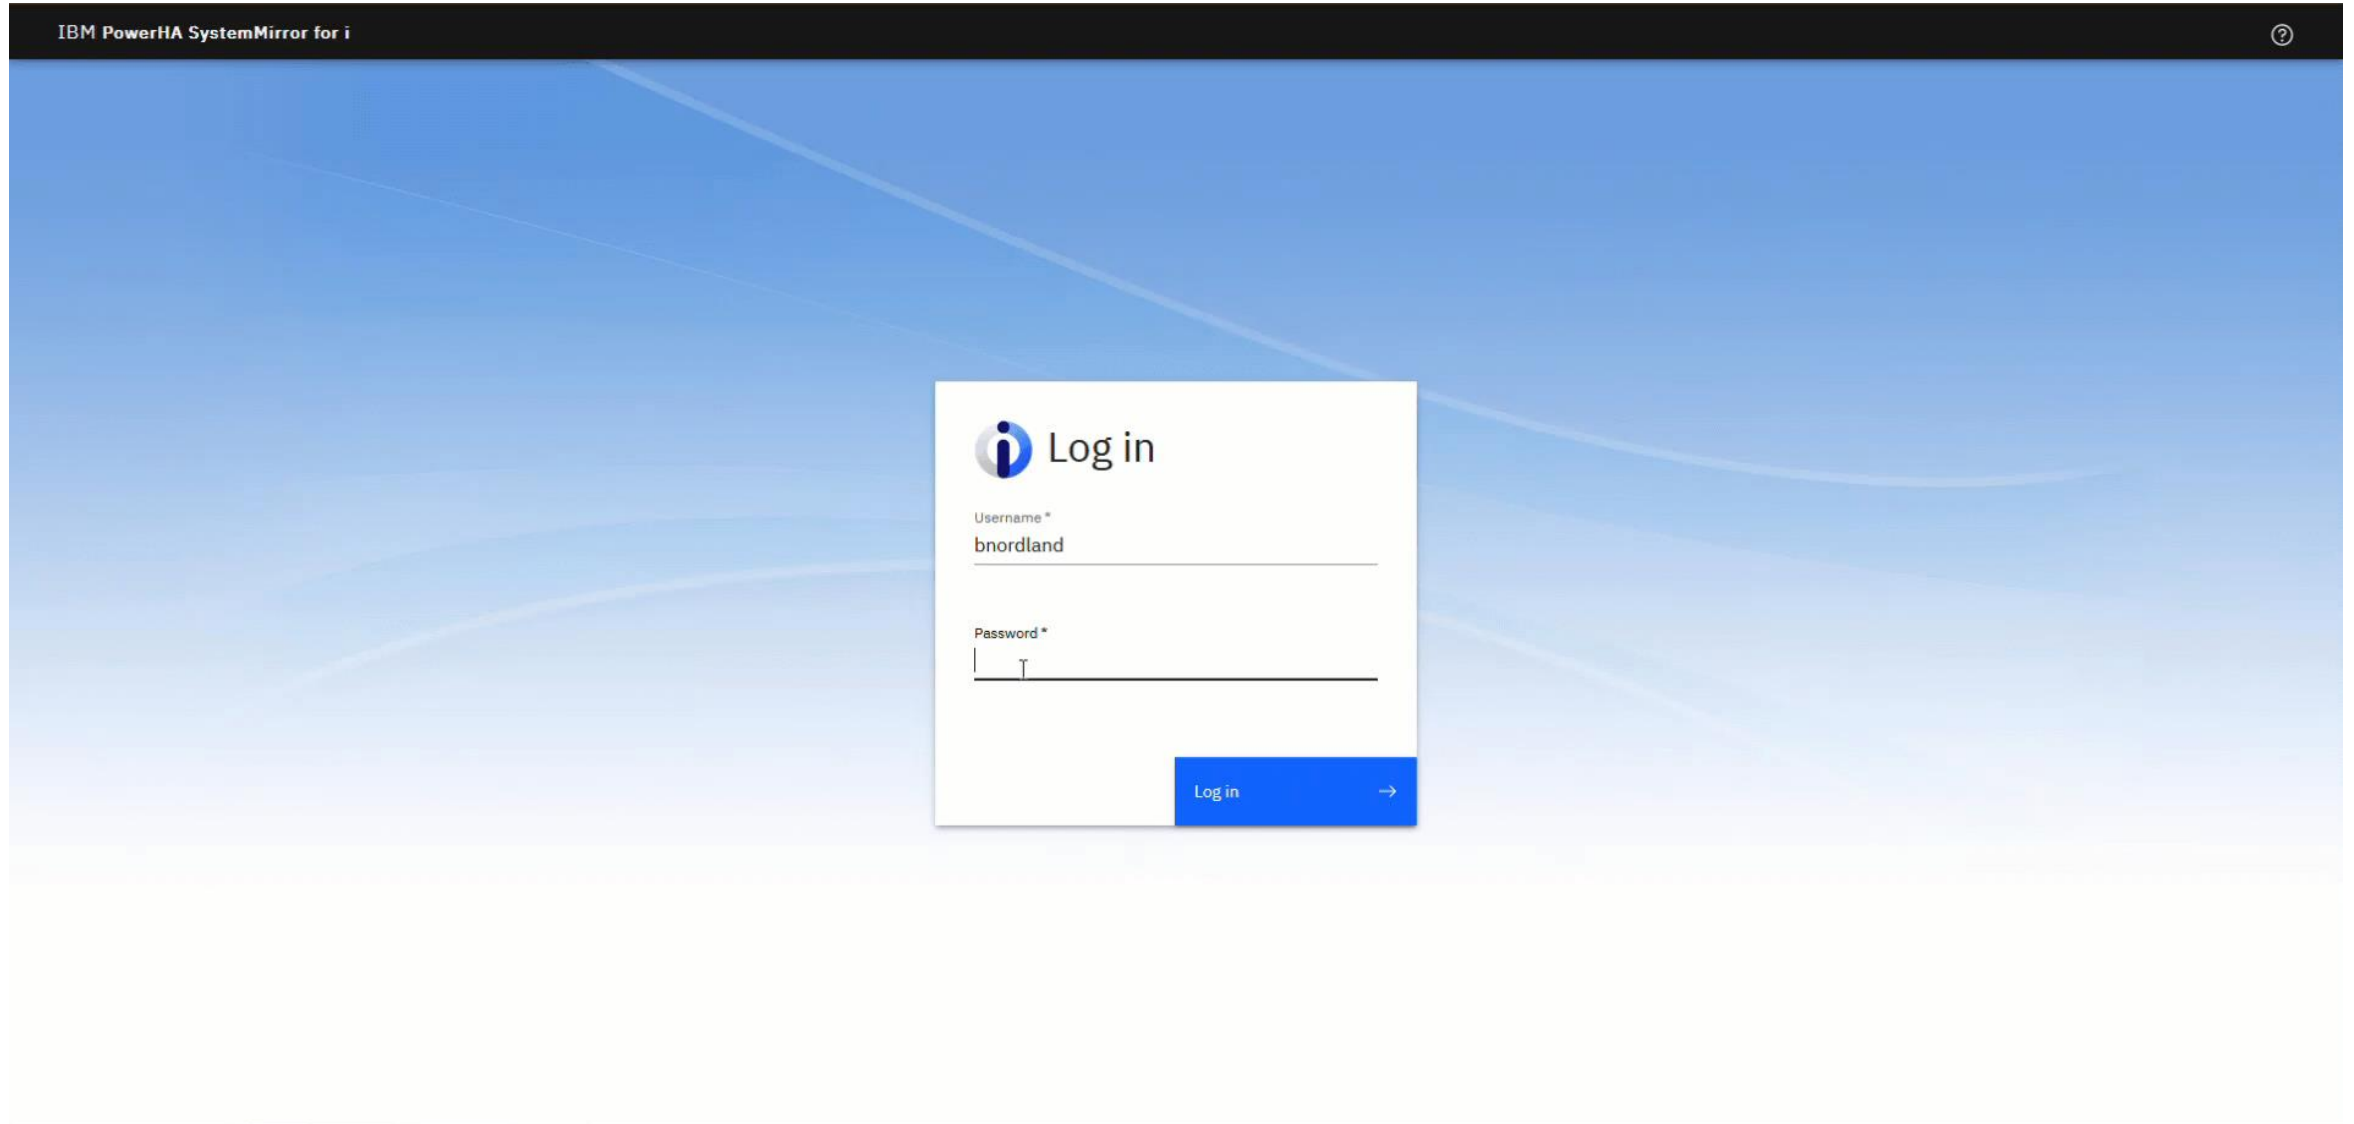 IBM PowerHA SystemMirror for i
Log in
Username *
bnordland
Password *
Log in